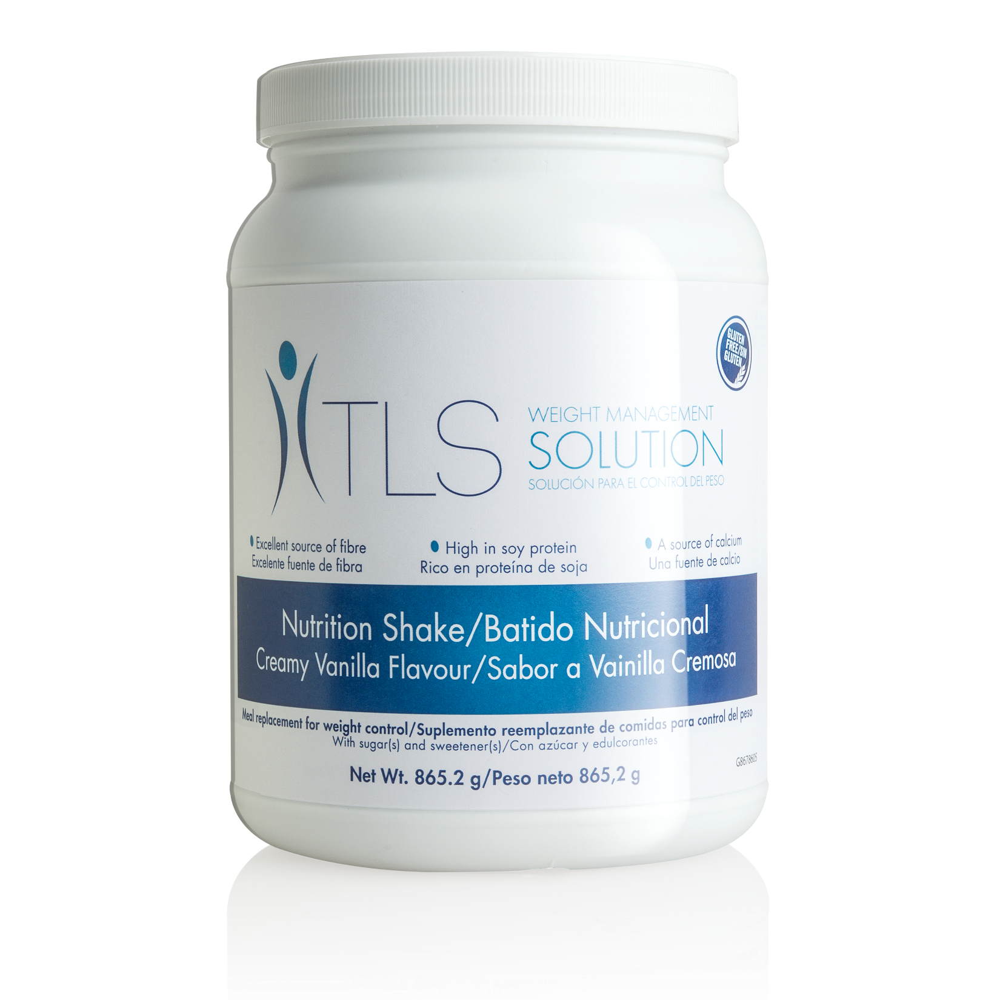 GLUTEN
FREE/SIN
GLUTEN
TLS
WEIGHT MANAGEMENT
SOLUTION
SOLUCIÓN PARA EL CONTROL DEL PESO
Excellent source of fibre
Excelente fuente de fibra
High in soy protein
Rico en proteína de soja
A source of calcium
Una fuente de calcio
Nutrition Shake/Batido Nutricional
Creamy Vanilla Flavour/Sabor a Vainilla Cremosa
Meal replacement for weight control/Suplemento reemplazante de comidas para control del peso
With sugar(s) and sweetener(s)/Con azúcar y edulcorantes
G8678605
Net Wt. 865.2 g/Peso neto 865,2 g